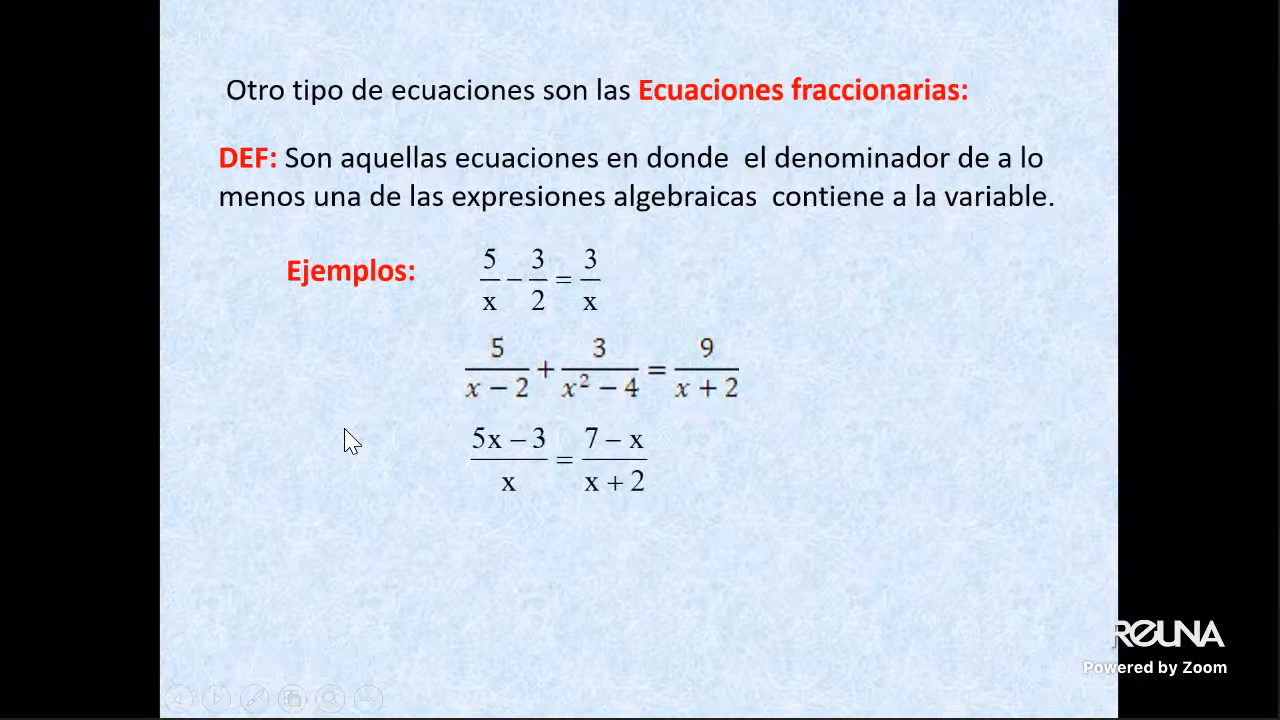 Otro tipo de ecuaciones son las Ecuaciones fraccionarias:
DEF: Son aquellas ecuaciones en donde el denominador de a lo
menos una de las expresiones algebraicas contiene a la variable.
Ejemplos: 5/x − 3/2 = 3/x
5/(x − 2) + 3/(x² − 4) = 9/(x + 2)
(5x − 3)/x = (7 − x)/(x + 2)
REUNA
Powered by Zoom